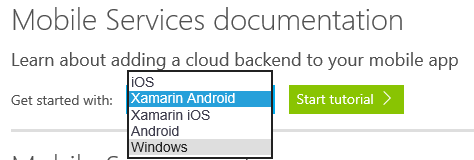 Mobile Services documentation
Learn about adding a cloud backend to your mobile app
Get started with:
iOS
Xamarin Android
Xamarin iOS
Android
Windows
Start tutorial